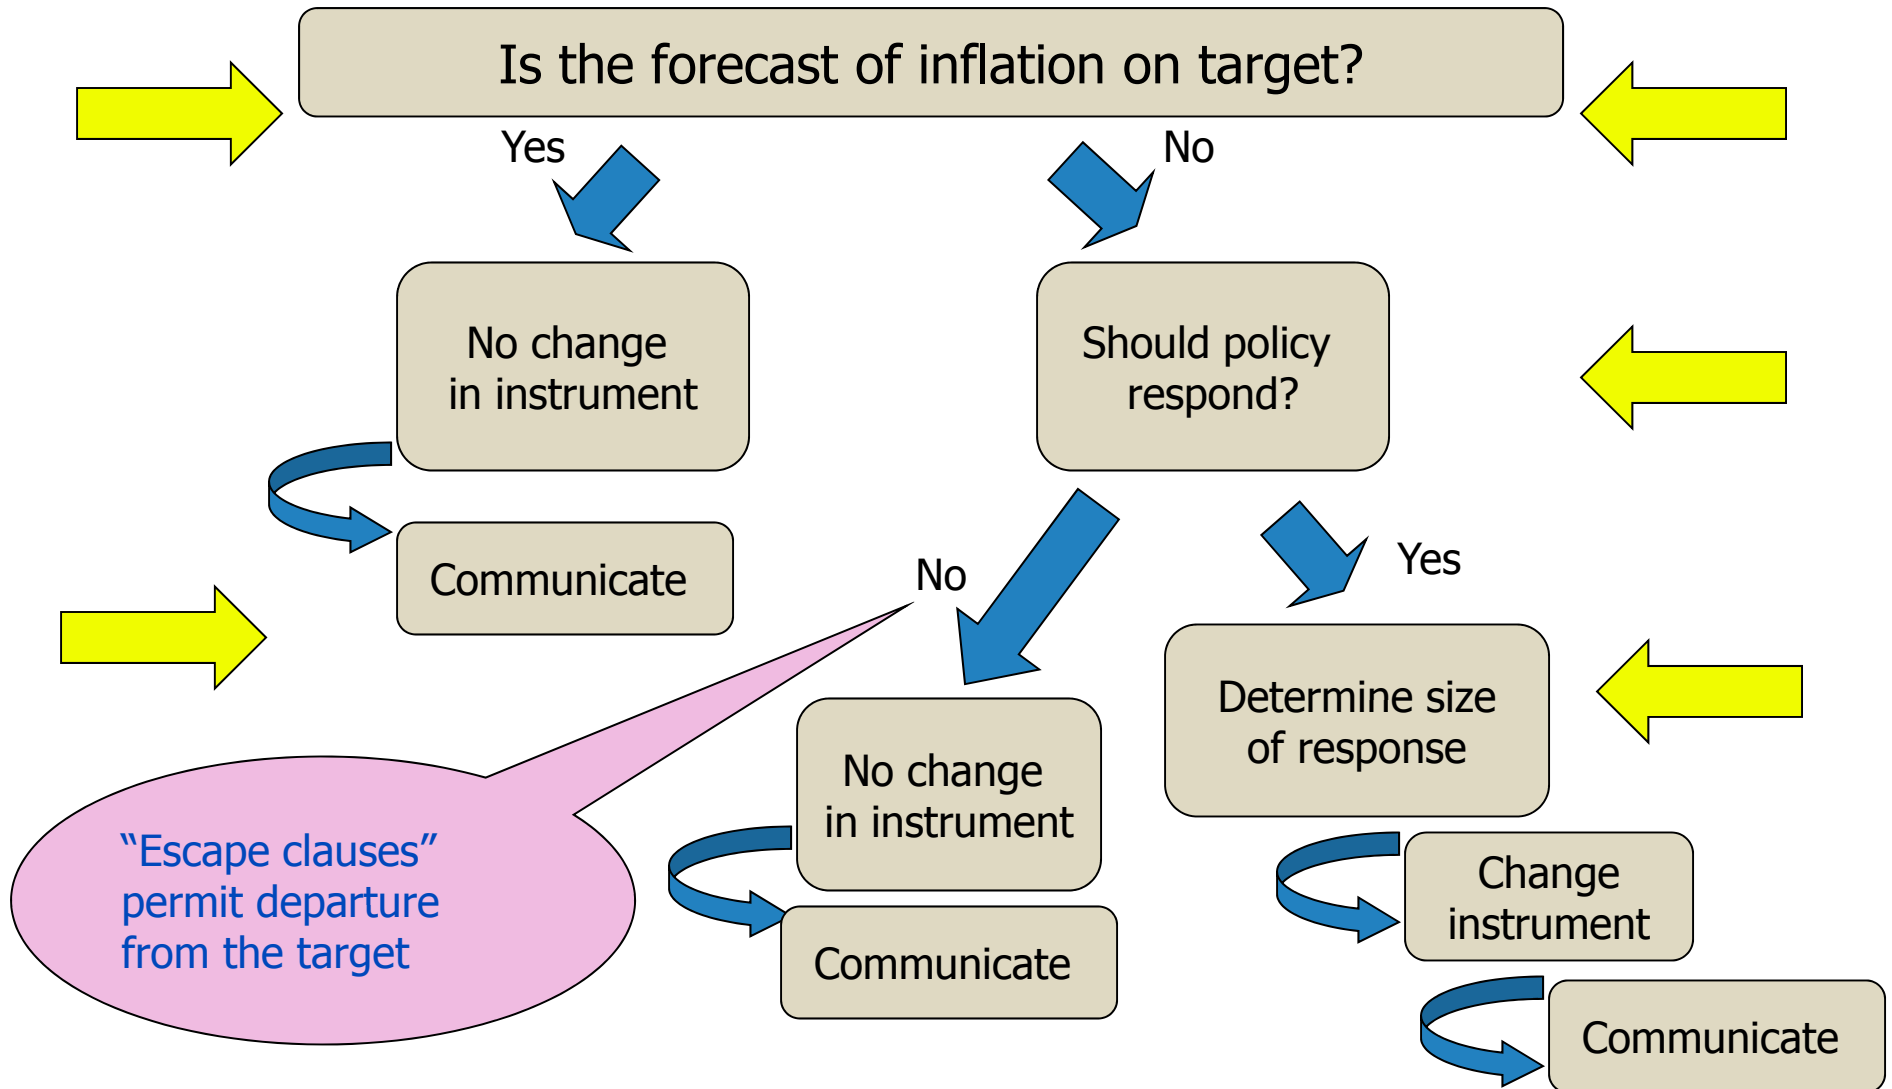 Is the forecast of inflation on target?
Yes
No
No change
in instrument
Should policy
respond?
Communicate
No
Yes
Determine size
of response
No change
in instrument
“Escape clauses”
permit departure
from the target
Change
instrument
Communicate
Communicate